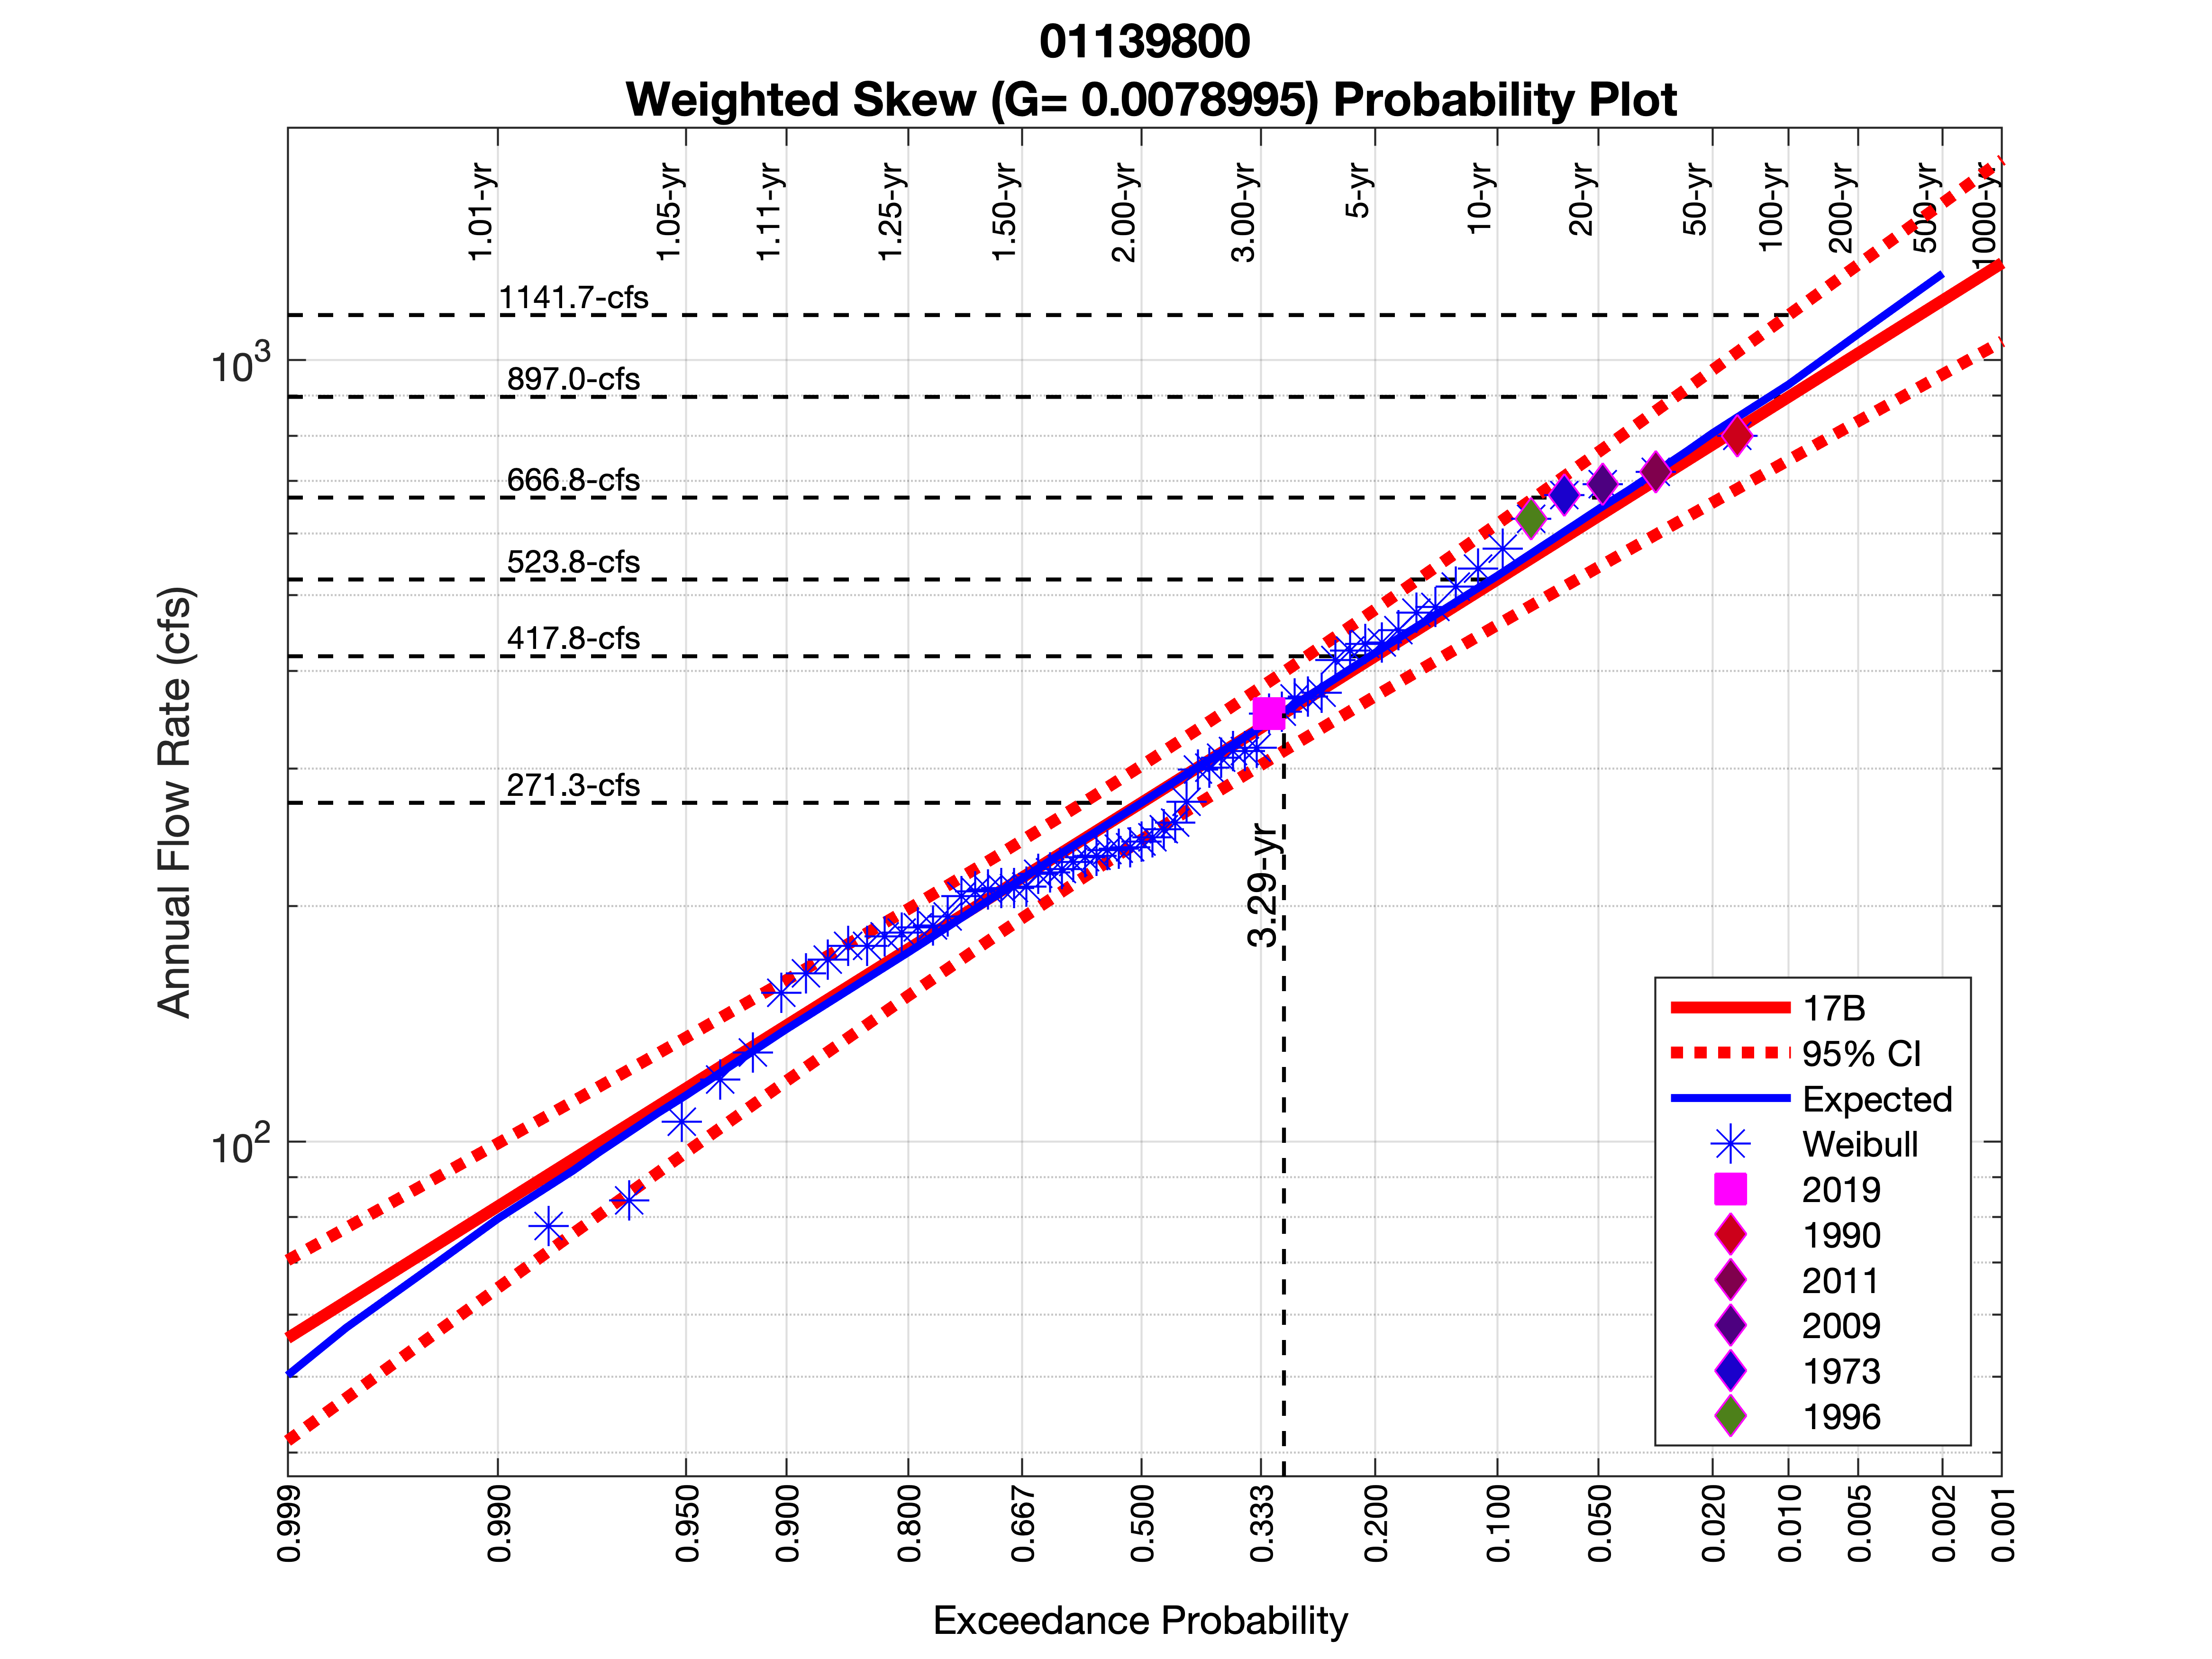 01139800
Weighted Skew (G= 0.0078995) Probability Plot
1.01-yr
1.05-yr
1.11-yr
1.25-yr
1.50-yr
2.00-yr
3.00-yr
5-yr
10-yr
20-yr
50-yr
100-yr
200-yr
500-yr
1000-yr
1141.7-cfs
10³
897.0-cfs
666.8-cfs
523.8-cfs
417.8-cfs
271.3-cfs
3.29-yr
10²
Annual Flow Rate (cfs)
17B
95% CI
Expected
Weibull
2019
1990
2011
2009
1973
1996
0.999
0.990
0.950
0.900
0.800
0.667
0.500
0.333
0.200
0.100
0.050
0.020
0.010
0.005
0.002
0.001
Exceedance Probability